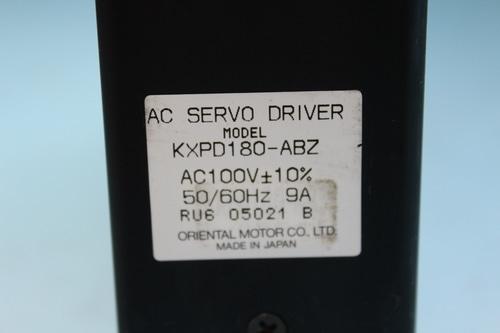 AC SERVO DRIVER
MODEL
KXPD180-ABZ
AC100V±10%
50/60Hz 9A
RU6 05021 B
ORIENTAL MOTOR CO., LTD.
MADE IN JAPAN